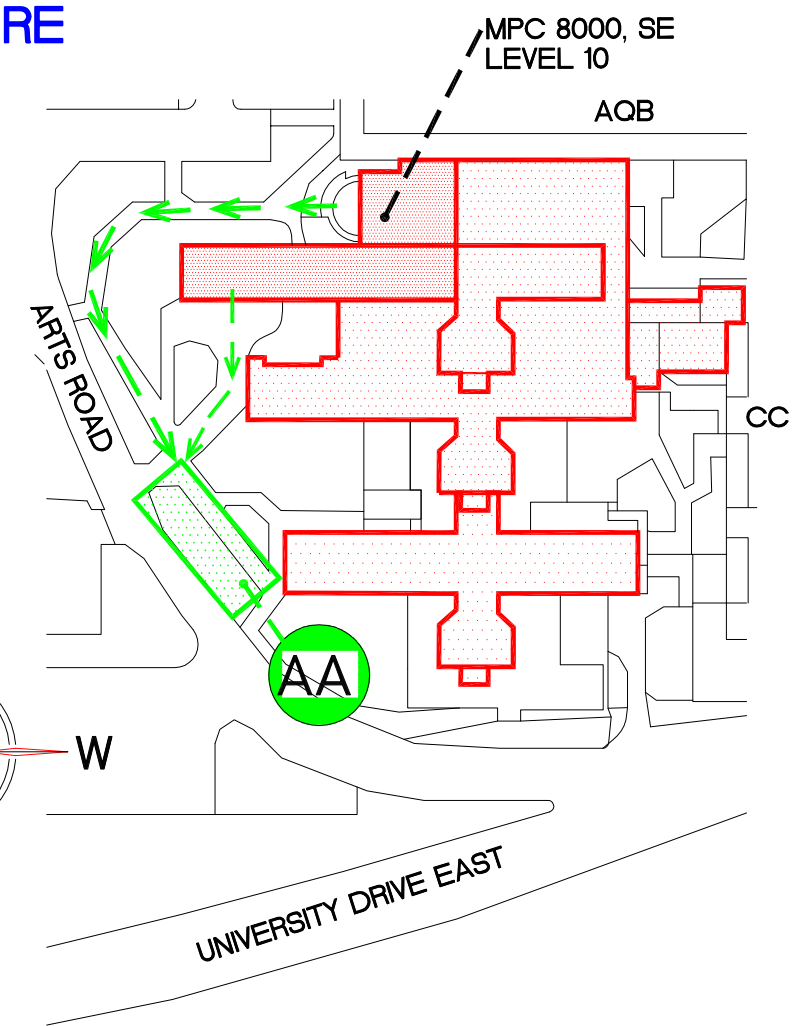 RE
MPC 8000, SE
LEVEL 10
AQB
ARTS ROAD
CC
AA
W
UNIVERSITY DRIVE EAST